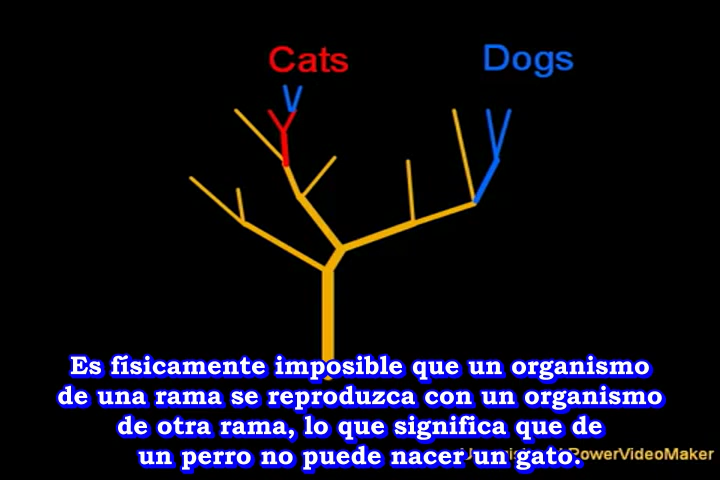 Cats
Dogs
Es físicamente imposible que un organismo
de una rama se reproduzca con un organismo
de otra rama, lo que significa que de
un perro no puede nacer un gato.
PowerVideoMaker